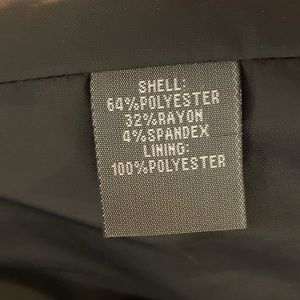 SHELL:
64%POLYESTER
32%RAYON
4%SPANDEX
LINING:
100%POLYESTER